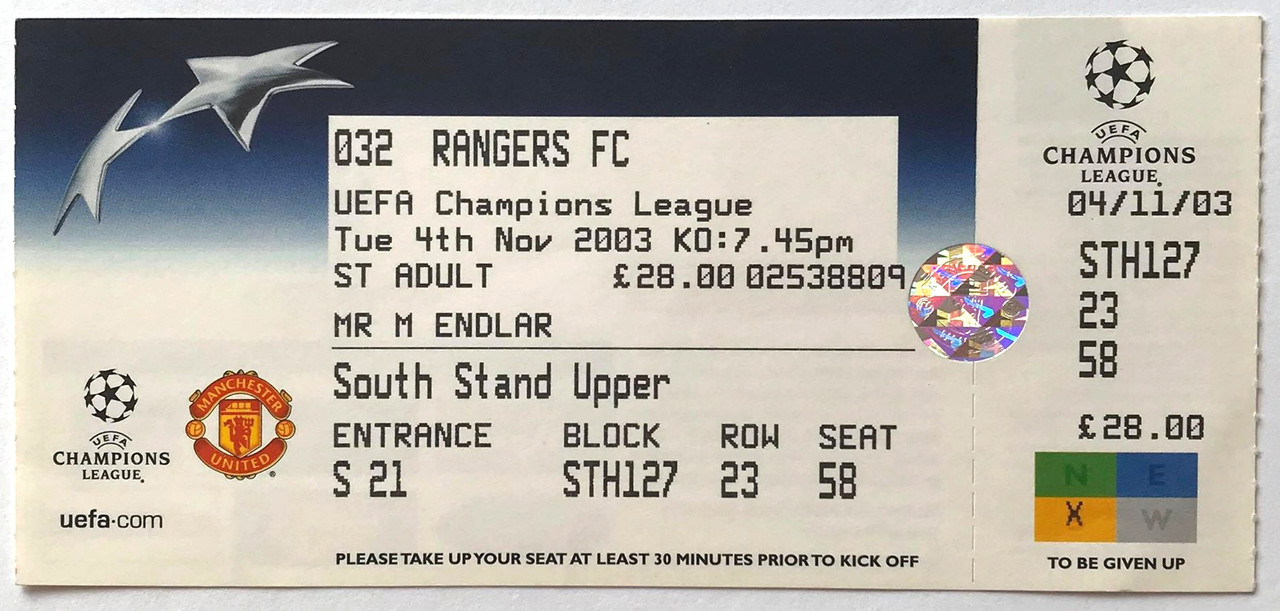 032 RANGERS FC
UEFA Champions League
Tue 4th Nov 2003 KO:7.45pm
ST ADULT £28.00 02538809
MR M ENDLAR
South Stand Upper
ENTRANCE BLOCK ROW SEAT
S 21 STH127 23 58
UEFA
CHAMPIONS
LEAGUE
MANCHESTER
UNITED
uefa.com
PLEASE TAKE UP YOUR SEAT AT LEAST 30 MINUTES PRIOR TO KICK OFF
UEFA
CHAMPIONS
LEAGUE
04/11/03
STH127
23
58
£28.00
N E
X W
TO BE GIVEN UP